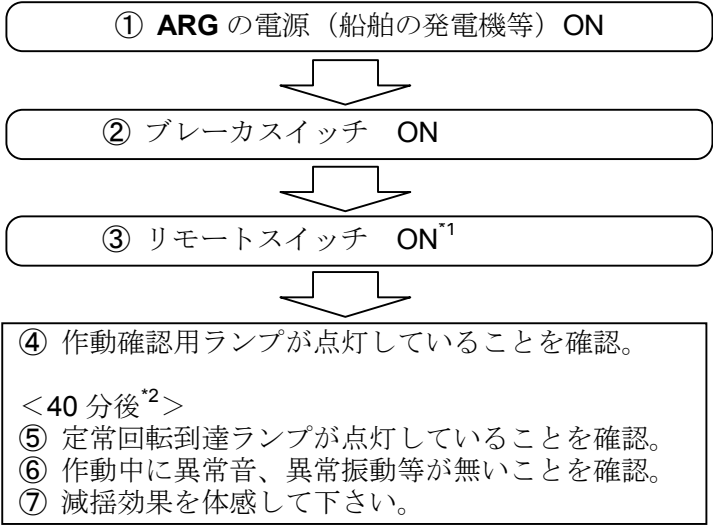 ① ARG の電源（船舶の発電機等）ON
② ブレーカスイッチ　ON
③ リモートスイッチ　ON*1
④ 作動確認用ランプが点灯していることを確認。
＜40 分後*2＞
⑤ 定常回転到達ランプが点灯していることを確認。
⑥ 作動中に異常音、異常振動等が無いことを確認。
⑦ 減揺効果を体感して下さい。